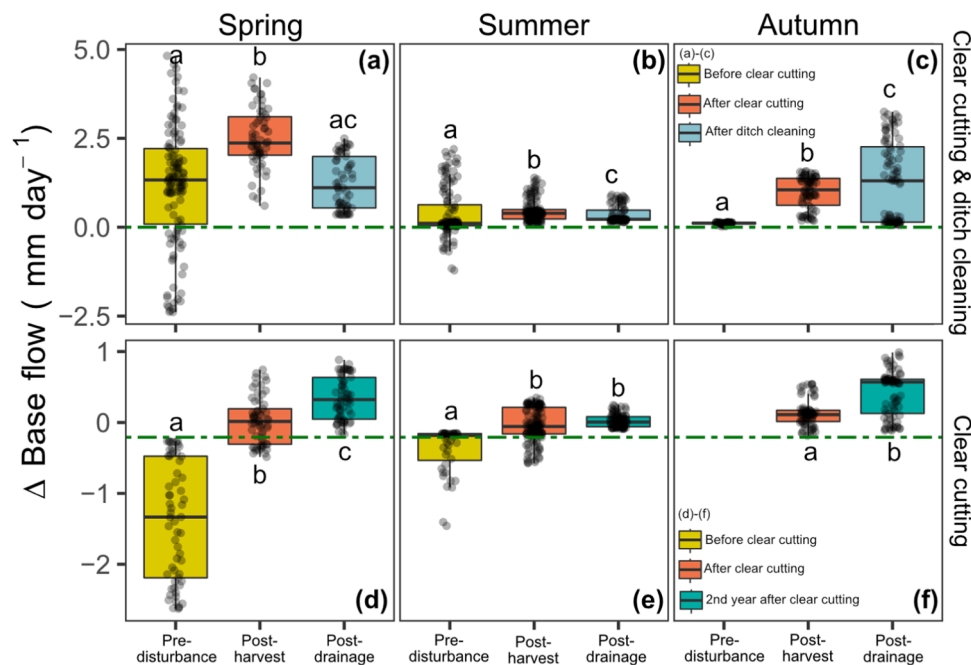 Spring Summer Autumn
Δ Base flow ( mm day⁻¹)
5.0
2.5
0.0
−2.5
a b ac (a)
a b c (b)
a b c (c)
(a)-(c)
Before clear cutting
After clear cutting
After ditch cleaning
Clear cutting & ditch cleaning
1
0
−1
−2
a b c (d)
a b b (e)
a b (f)
(d)-(f)
Before clear cutting
After clear cutting
2nd year after clear cutting
Clear cutting
Pre- Post- Post- Pre- Post- Post- Pre- Post- Post-
disturbance harvest drainage disturbance harvest drainage disturbance harvest drainage